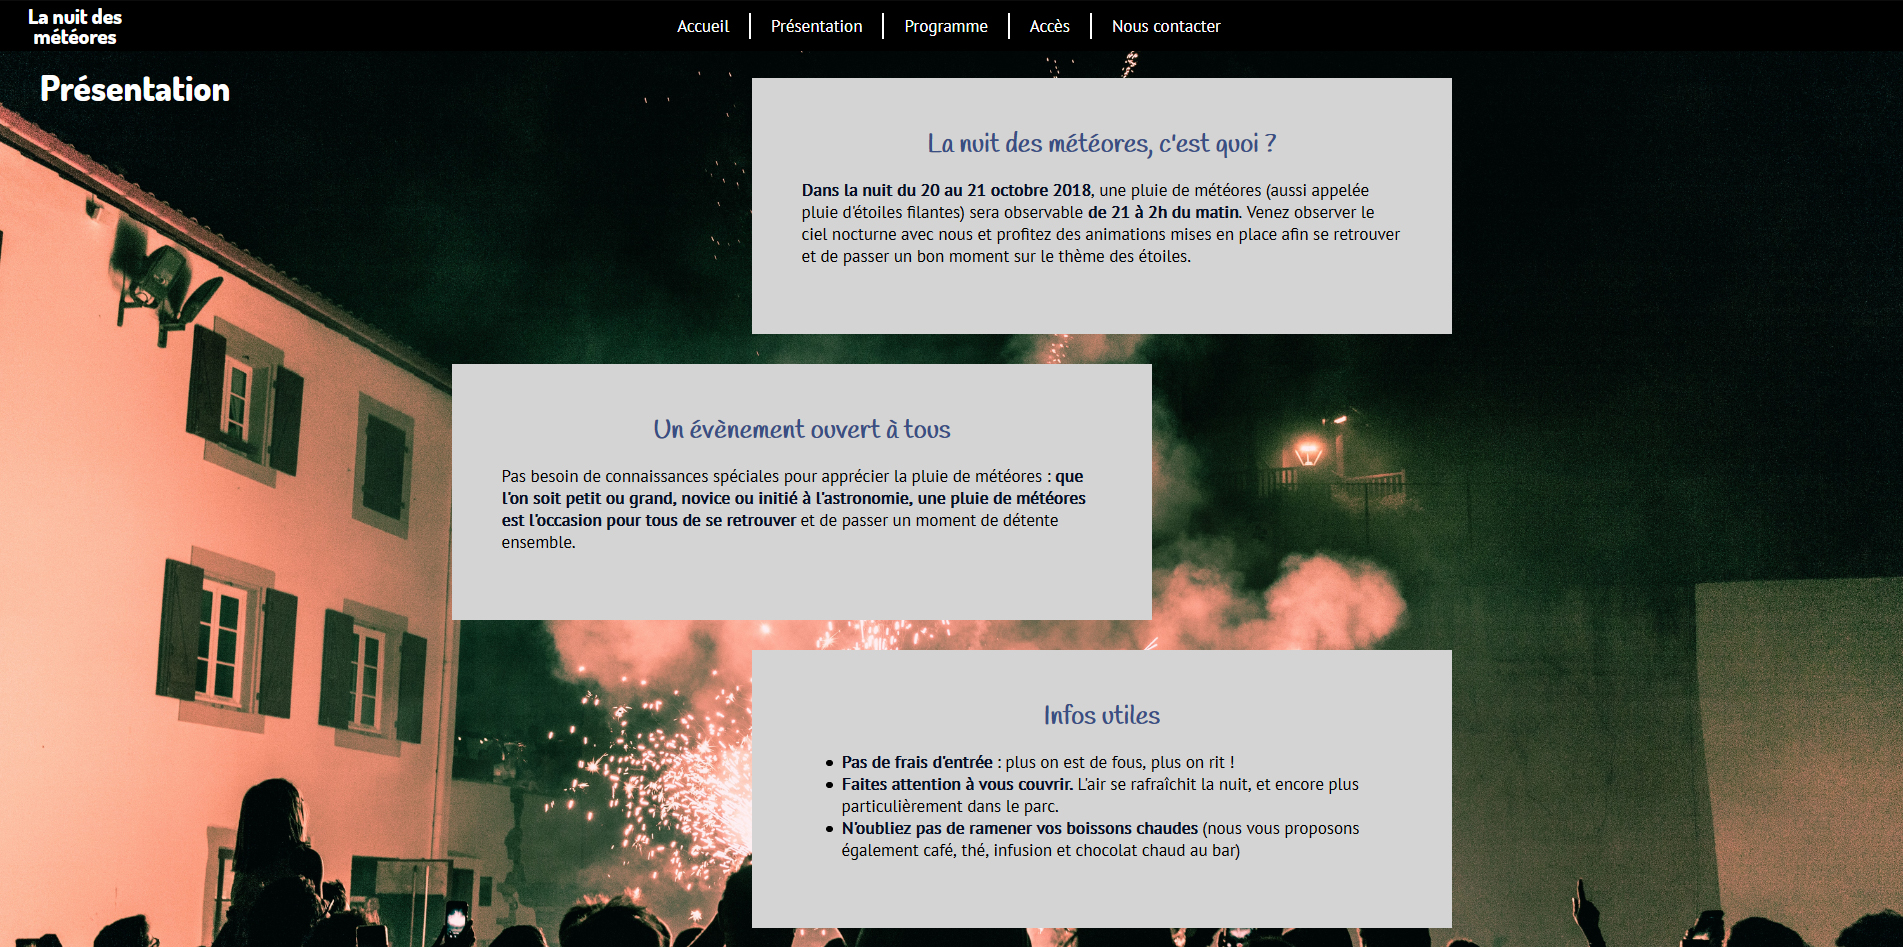 La nuit des
météores
Accueil
Présentation
Programme
Accès
Nous contacter
Présentation
La nuit des météores, c'est quoi ?
Dans la nuit du 20 au 21 octobre 2018, une pluie de météores (aussi appelée
pluie d'étoiles filantes) sera observable de 21 à 2h du matin. Venez observer le
ciel nocturne avec nous et profitez des animations mises en place afin se retrouver
et de passer un bon moment sur le thème des étoiles.
Un évènement ouvert à tous
Pas besoin de connaissances spéciales pour apprécier la pluie de météores : que
l'on soit petit ou grand, novice ou initié à l'astronomie, une pluie de météores
est l'occasion pour tous de se retrouver et de passer un moment de détente
ensemble.
Infos utiles
• Pas de frais d'entrée : plus on est de fous, plus on rit !
• Faites attention à vous couvrir. L'air se rafraîchit la nuit, et encore plus
particulièrement dans le parc.
• N'oubliez pas de ramener vos boissons chaudes (nous vous proposons
également café, thé, infusion et chocolat chaud au bar)